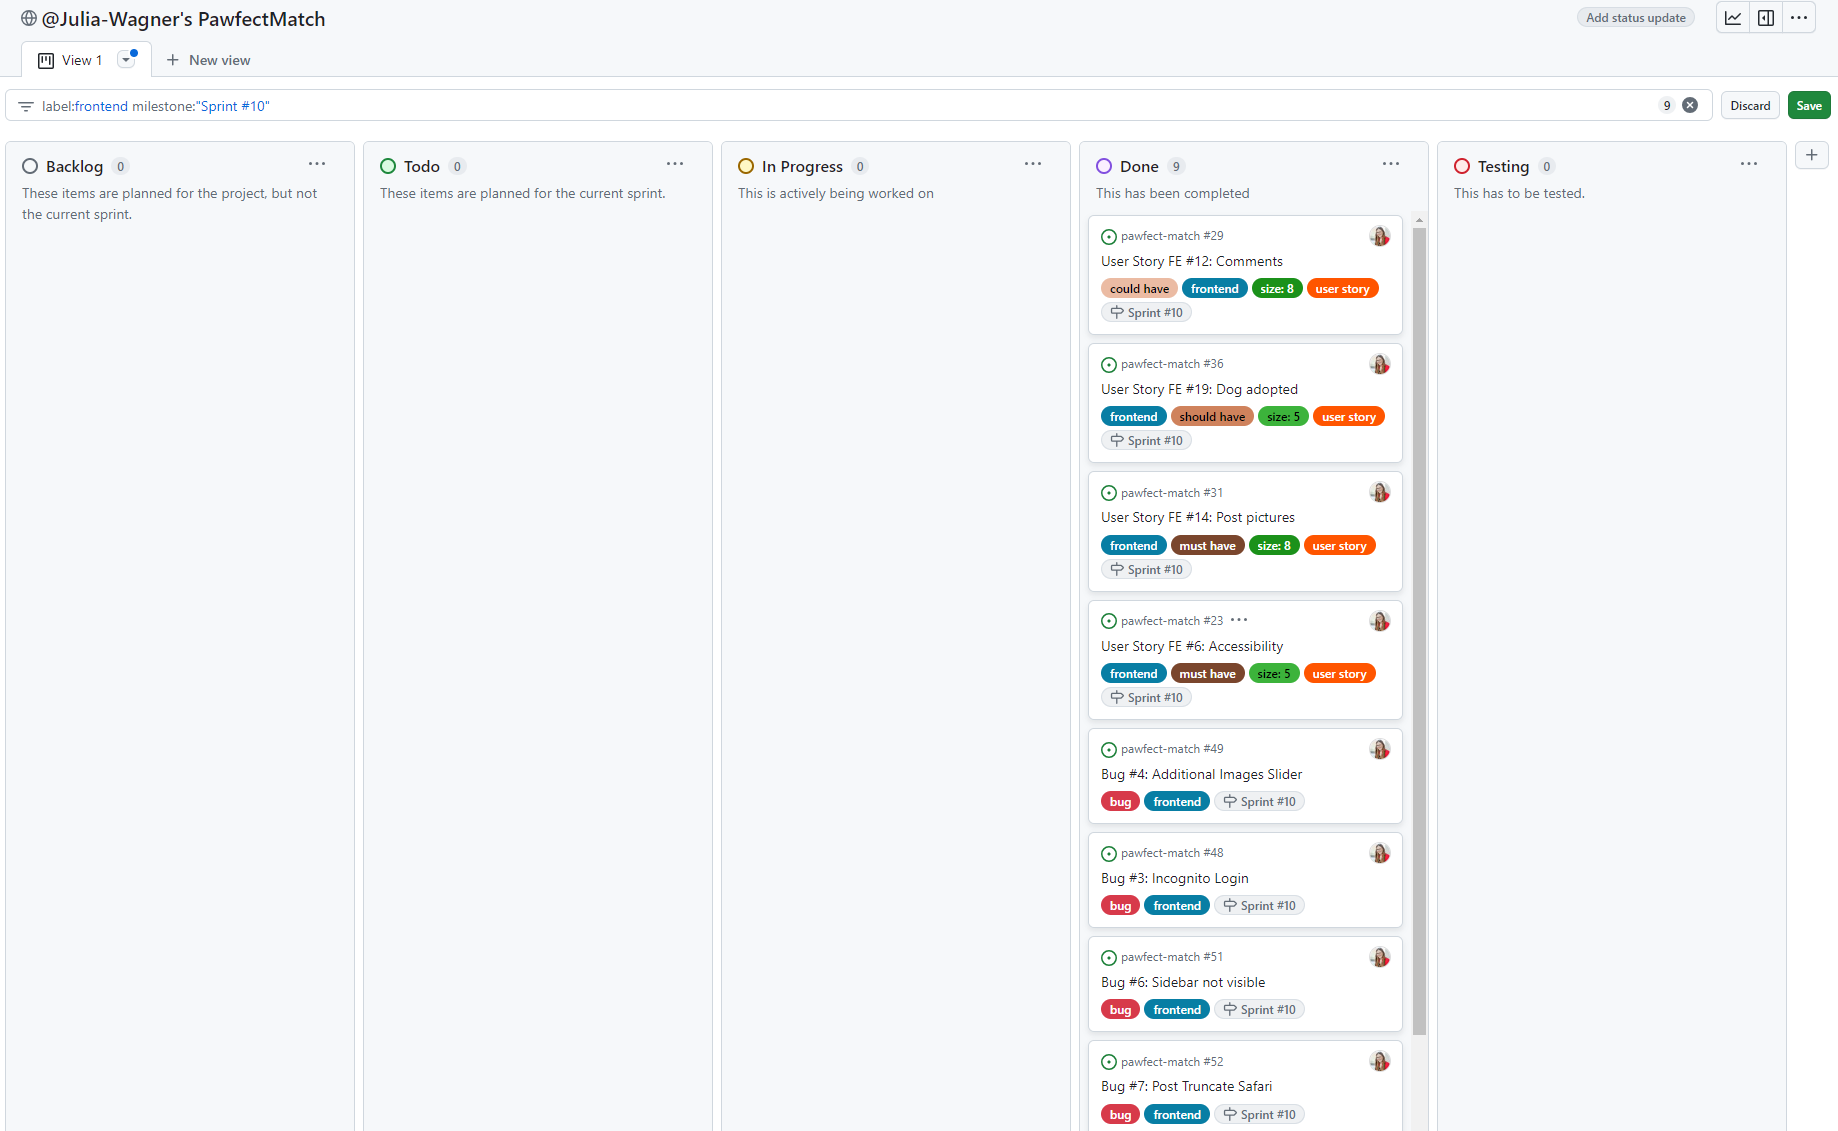 @Julia-Wagner's PawfectMatch
Add status update
View 1
New view
label:frontend milestone:"Sprint #10"
9
Discard
Save
Backlog 0
These items are planned for the project, but not
the current sprint.
Todo 0
These items are planned for the current sprint.
In Progress 0
This is actively being worked on
Done 9
This has been completed
pawfect-match #29
User Story FE #12: Comments
could have frontend size: 8 user story
Sprint #10
pawfect-match #36
User Story FE #19: Dog adopted
frontend should have size: 5 user story
Sprint #10
pawfect-match #31
User Story FE #14: Post pictures
frontend must have size: 8 user story
Sprint #10
pawfect-match #23
User Story FE #6: Accessibility
frontend must have size: 5 user story
Sprint #10
pawfect-match #49
Bug #4: Additional Images Slider
bug frontend Sprint #10
pawfect-match #48
Bug #3: Incognito Login
bug frontend Sprint #10
pawfect-match #51
Bug #6: Sidebar not visible
bug frontend Sprint #10
pawfect-match #52
Bug #7: Post Truncate Safari
bug frontend Sprint #10
Testing 0
This has to be tested.